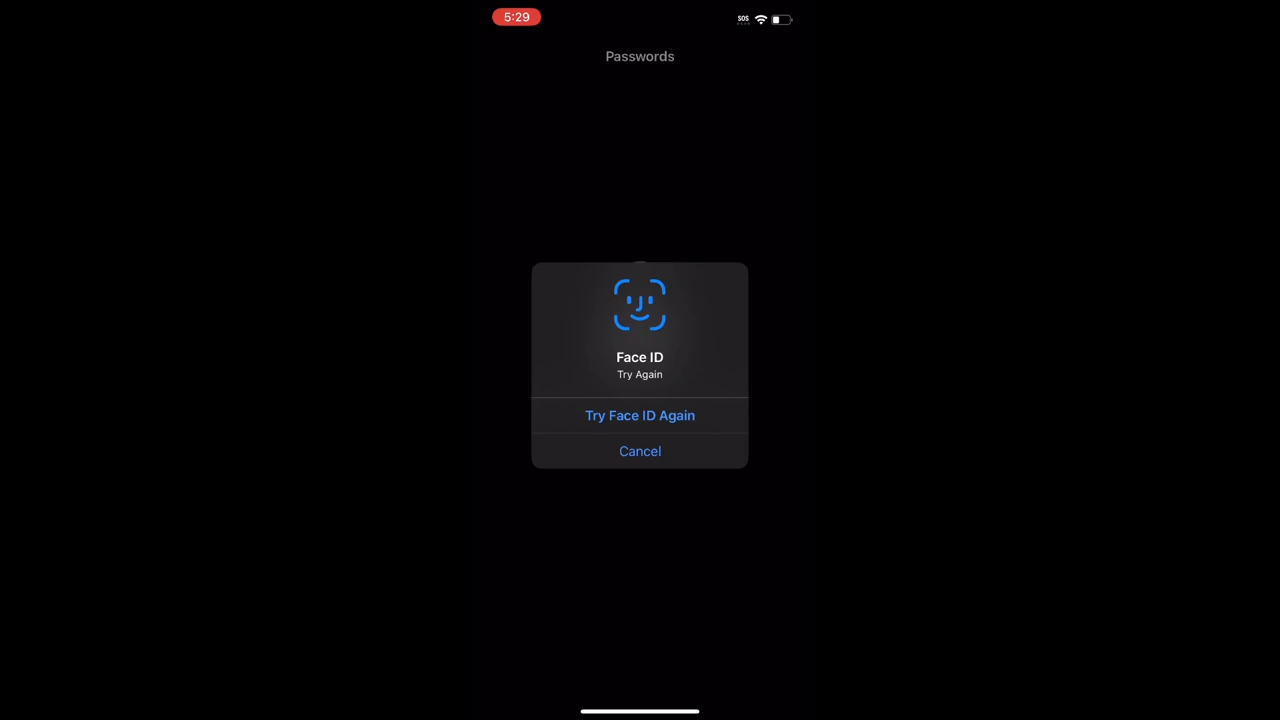 5:29
SOS
Passwords
Face ID
Try Again
Try Face ID Again
Cancel